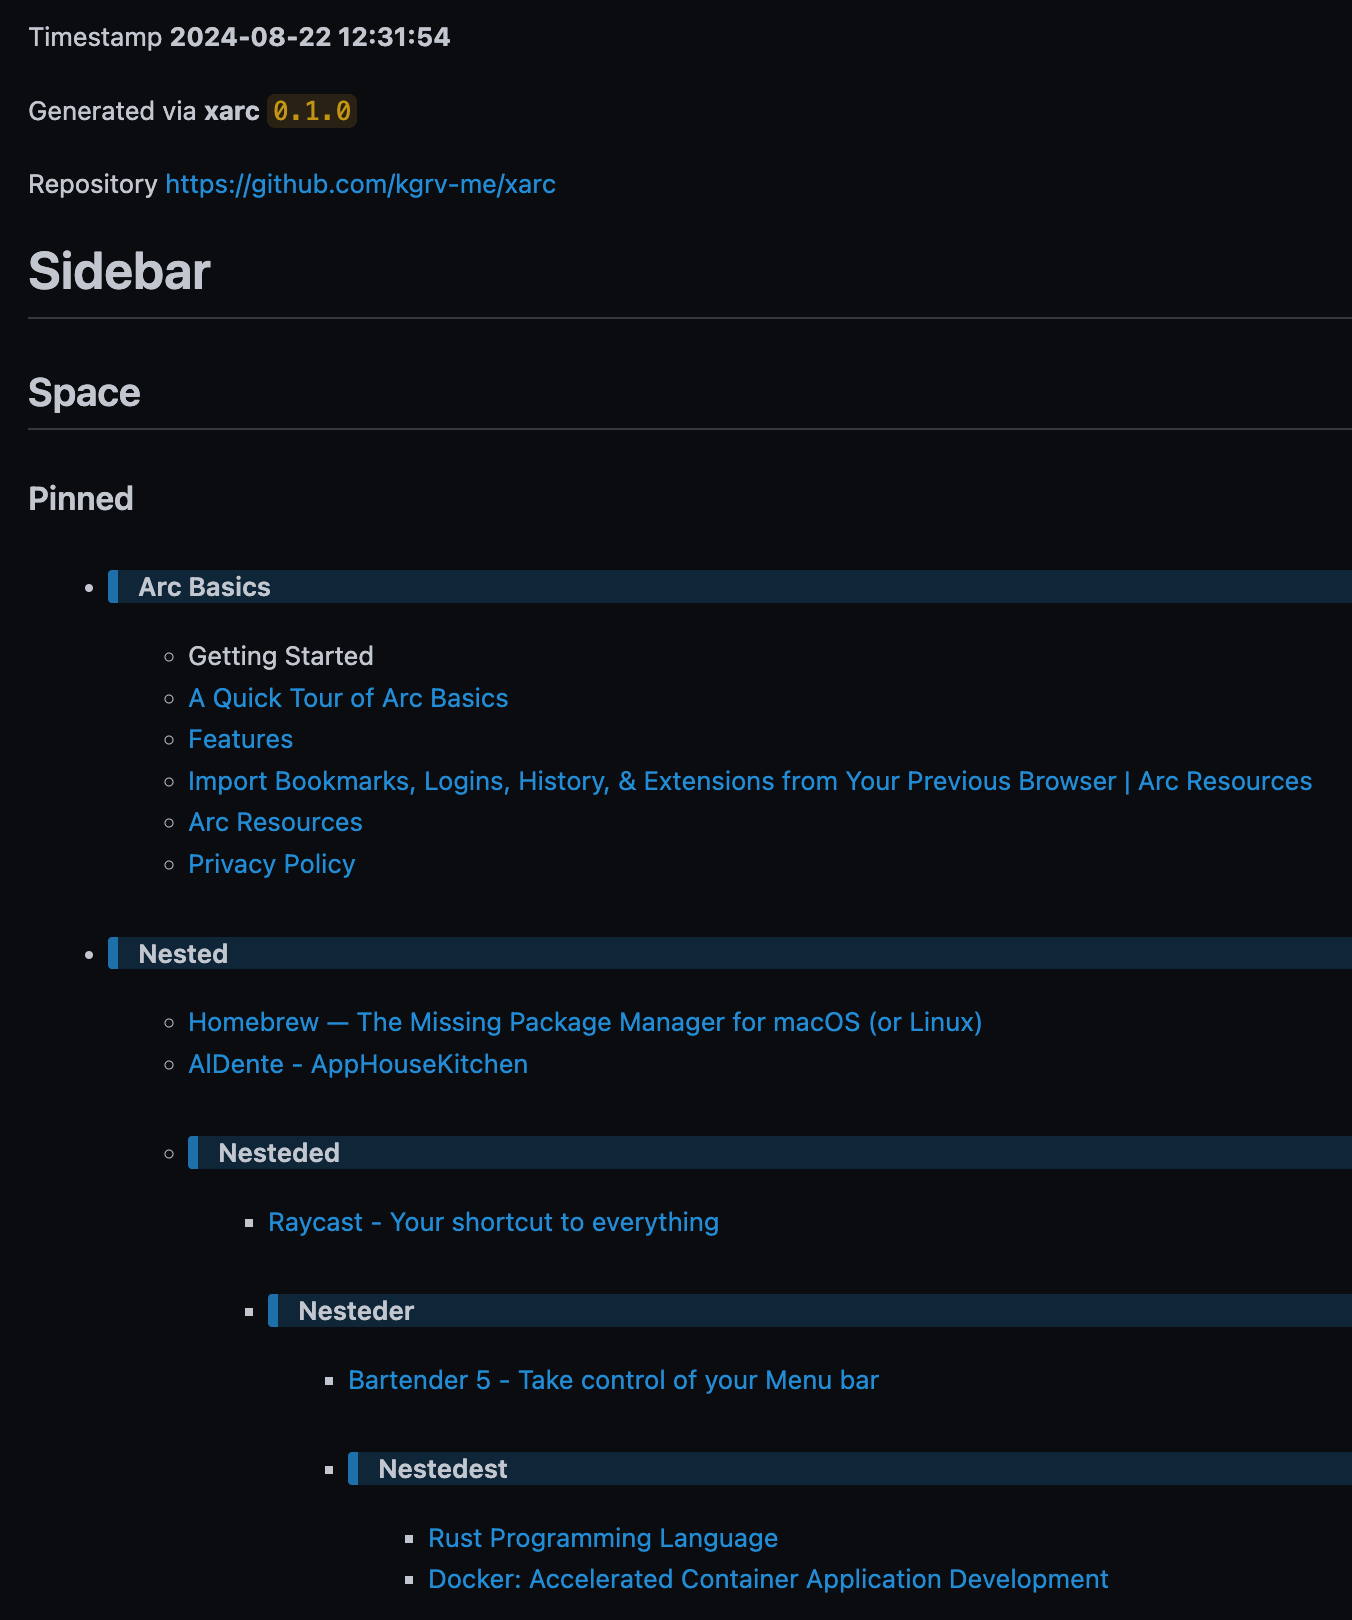 Timestamp 2024-08-22 12:31:54
Generated via xarc 0.1.0
Repository https://github.com/kgrv-me/xarc
Sidebar
Space
Pinned
Arc Basics
Getting Started
A Quick Tour of Arc Basics
Features
Import Bookmarks, Logins, History, & Extensions from Your Previous Browser | Arc Resources
Arc Resources
Privacy Policy
Nested
Homebrew — The Missing Package Manager for macOS (or Linux)
AlDente - AppHouseKitchen
Nesteded
Raycast - Your shortcut to everything
Nesteder
Bartender 5 - Take control of your Menu bar
Nestedest
Rust Programming Language
Docker: Accelerated Container Application Development